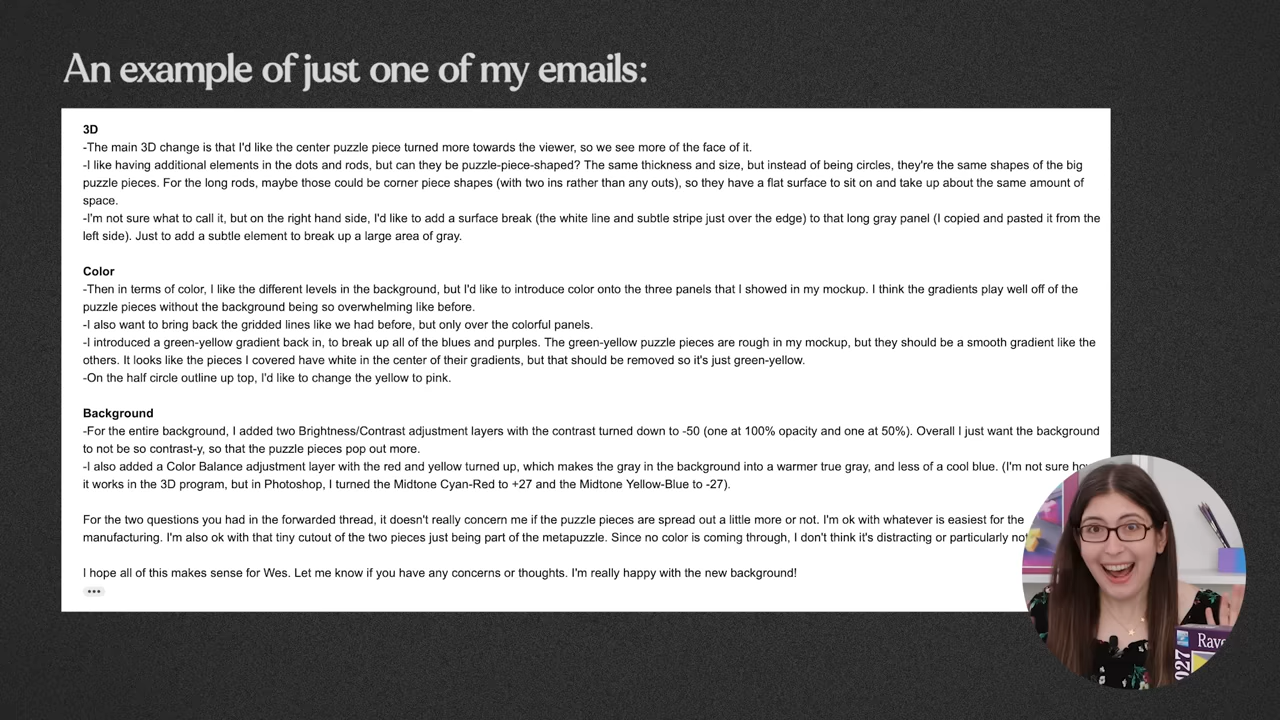 An example of just one of my emails:
3D
-The main 3D change is that I'd like the center puzzle piece turned more towards the viewer, so we see more of the face of it.
-I like having additional elements in the dots and rods, but can they be puzzle-piece-shaped? The same thickness and size, but instead of being circles, they're the same shapes of the big
puzzle pieces. For the long rods, maybe those could be corner piece shapes (with two ins rather than any outs), so they have a flat surface to sit on and take up about the same amount of
space.
-I'm not sure what to call it, but on the right hand side, I'd like to add a surface break (the white line and subtle stripe just over the edge) to that long gray panel (I copied and pasted it from the
left side). Just to add a subtle element to break up a large area of gray.
Color
-Then in terms of color, I like the different levels in the background, but I'd like to introduce color onto the three panels that I showed in my mockup. I think the gradients play well off of the
puzzle pieces without the background being so overwhelming like before.
-I also want to bring back the gridded lines like we had before, but only over the colorful panels.
-I introduced a green-yellow gradient back in, to break up all of the blues and purples. The green-yellow puzzle pieces are rough in my mockup, but they should be a smooth gradient like the
others. It looks like the pieces I covered have white in the center of their gradients, but that should be removed so it's just green-yellow.
-On the half circle outline up top, I'd like to change the yellow to pink.
Background
-For the entire background, I added two Brightness/Contrast adjustment layers with the contrast turned down to -50 (one at 100% opacity and one at 50%). Overall I just want the background
to not be so contrast-y, so that the puzzle pieces pop out more.
-I also added a Color Balance adjustment layer with the red and yellow turned up, which makes the gray in the background into a warmer true gray, and less of a cool blue. (I'm not sure how
it works in the 3D program, but in Photoshop, I turned the Midtone Cyan-Red to +27 and the Midtone Yellow-Blue to -27).
For the two questions you had in the forwarded thread, it doesn't really concern me if the puzzle pieces are spread out a little more or not. I'm ok with whatever is easiest for the
manufacturing. I'm also ok with that tiny cutout of the two pieces just being part of the metapuzzle. Since no color is coming through, I don't think it's distracting or particularly
I hope all of this makes sense for Wes. Let me know if you have any concerns or thoughts. I'm really happy with the new background!
Rave
027